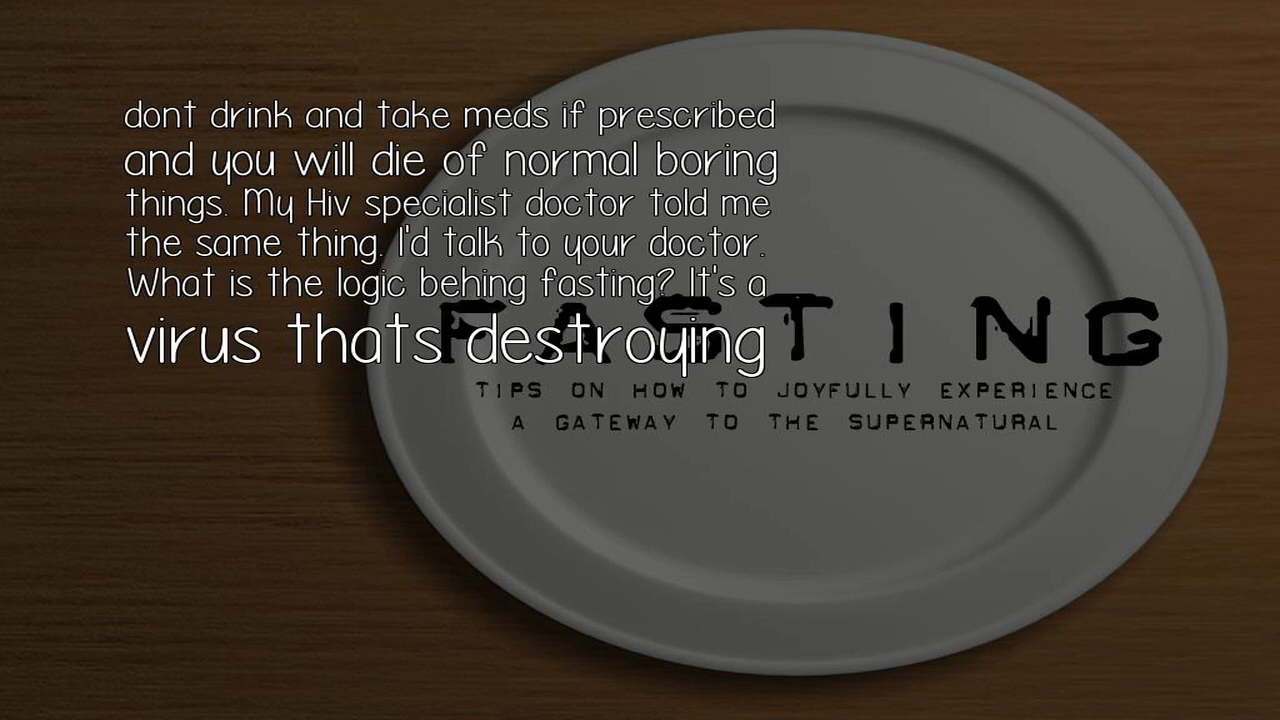 dont drink and take meds if prescribed
and you will die of normal boring
things. My Hiv specialist doctor told me
the same thing. I'd talk to your doctor.
What is the logic behing fasting? It's a
virus thats destroying
FASTING
TIPS ON HOW TO JOYFULLY EXPERIENCE
A GATEWAY TO THE SUPERNATURAL